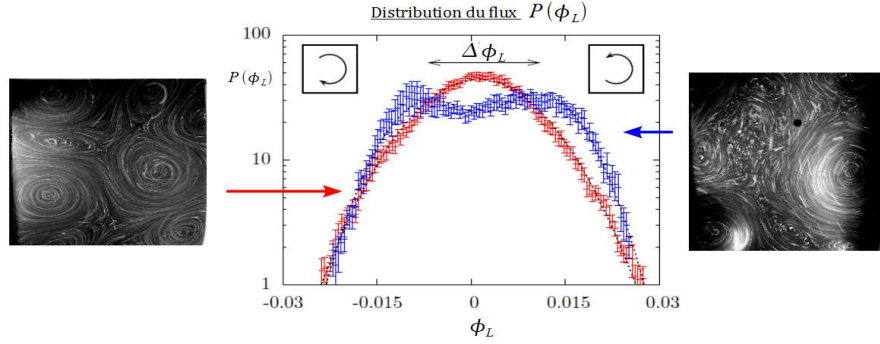 Distribution du flux P(ϕ_L)
100
P(ϕ_L)
Δϕ_L
10
1
-0.03 -0.015 0 0.015 0.03
ϕ_L